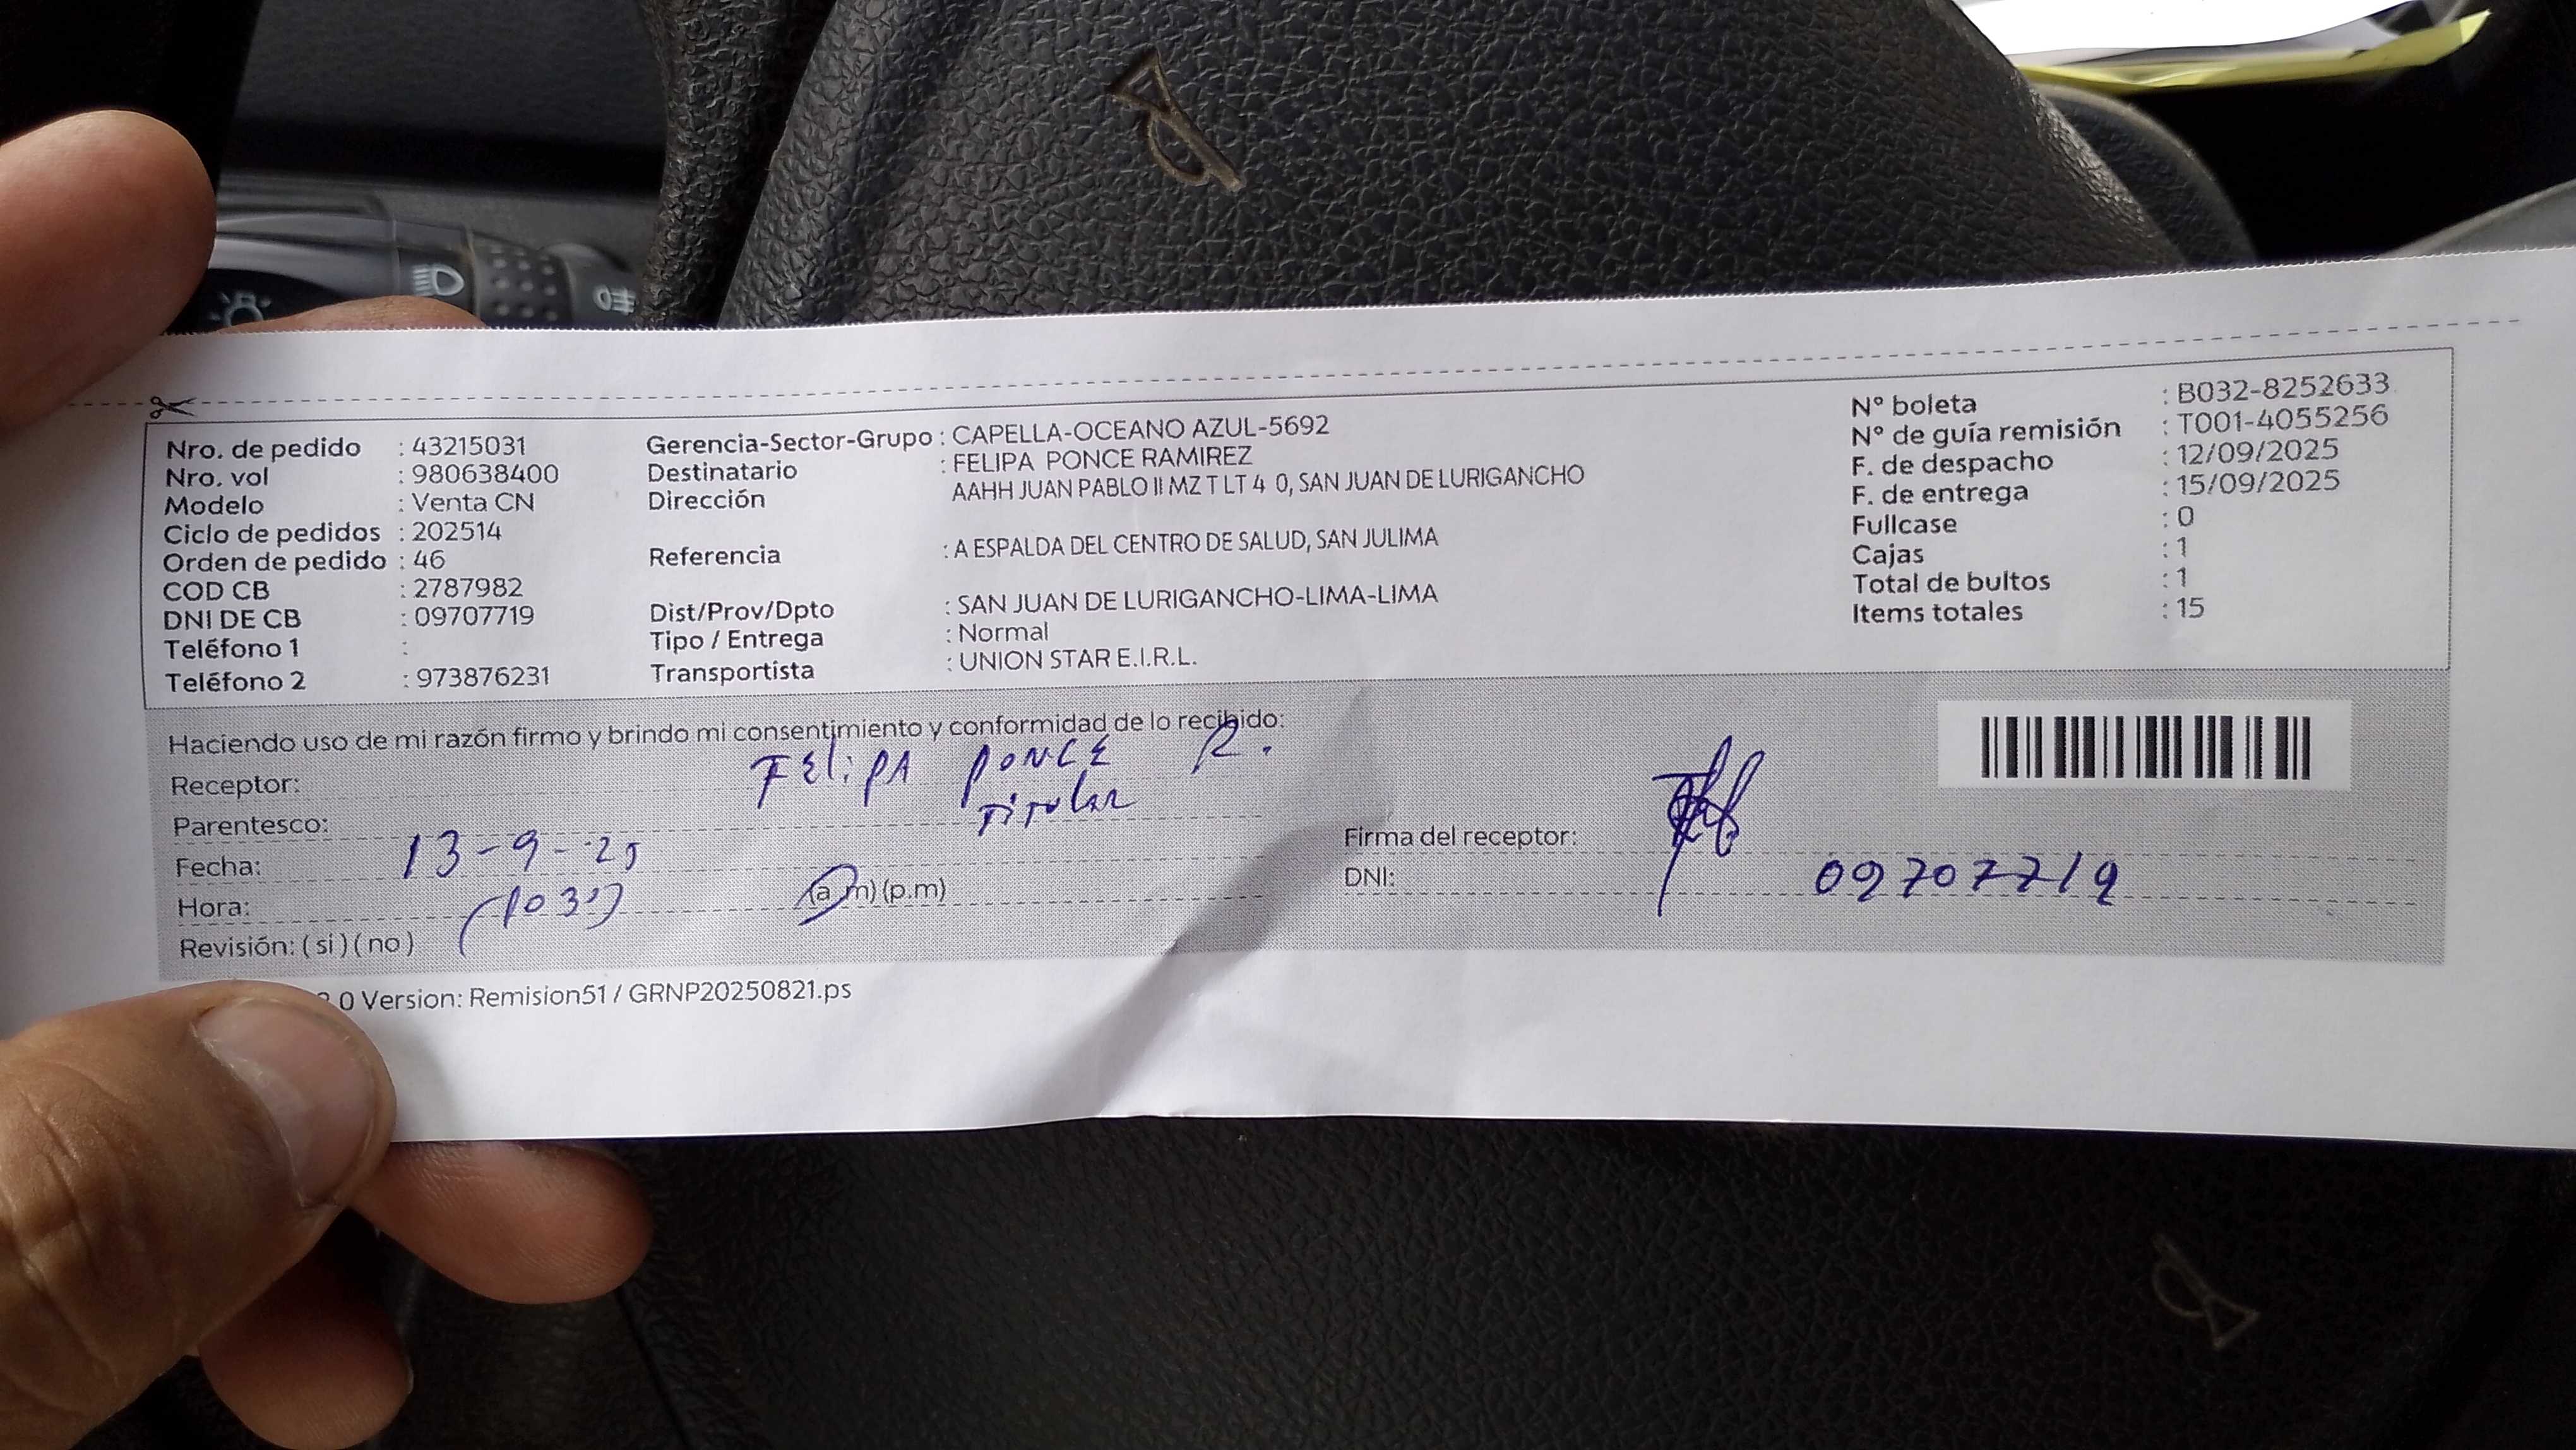 Nro. de pedido : 43215031
Nro. vol : 980638400
Modelo : Venta CN
Ciclo de pedidos : 202514
Orden de pedido : 46
COD CB : 2787982
DNI DE CB : 09707719
Teléfono 1 :
Teléfono 2 : 973876231
Gerencia-Sector-Grupo : CAPELLA-OCEANO AZUL-5692
Destinatario : FELIPA PONCE RAMIREZ
Dirección AAHH JUAN PABLO II MZ T LT 4 0, SAN JUAN DE LURIGANCHO
Referencia : A ESPALDA DEL CENTRO DE SALUD, SAN JULIMA
Dist/Prov/Dpto : SAN JUAN DE LURIGANCHO-LIMA-LIMA
Tipo / Entrega : Normal
Transportista : UNION STAR E.I.R.L.
N° boleta : B032-8252633
N° de guía remisión : T001-4055256
F. de despacho : 12/09/2025
F. de entrega : 15/09/2025
Fullcase : 0
Cajas : 1
Total de bultos : 1
Items totales : 15
Haciendo uso de mi razón firmo y brindo mi consentimiento y conformidad de lo recibido:
Receptor: FEliPA PONCE R.
Parentesco: Titular
Fecha: 13-9-25
Hora: (a.m) (p.m)
Revisión: ( si ) ( no )
Firma del receptor:
DNI: 09707719
.0 Version: Remision51 / GRNP20250821.ps